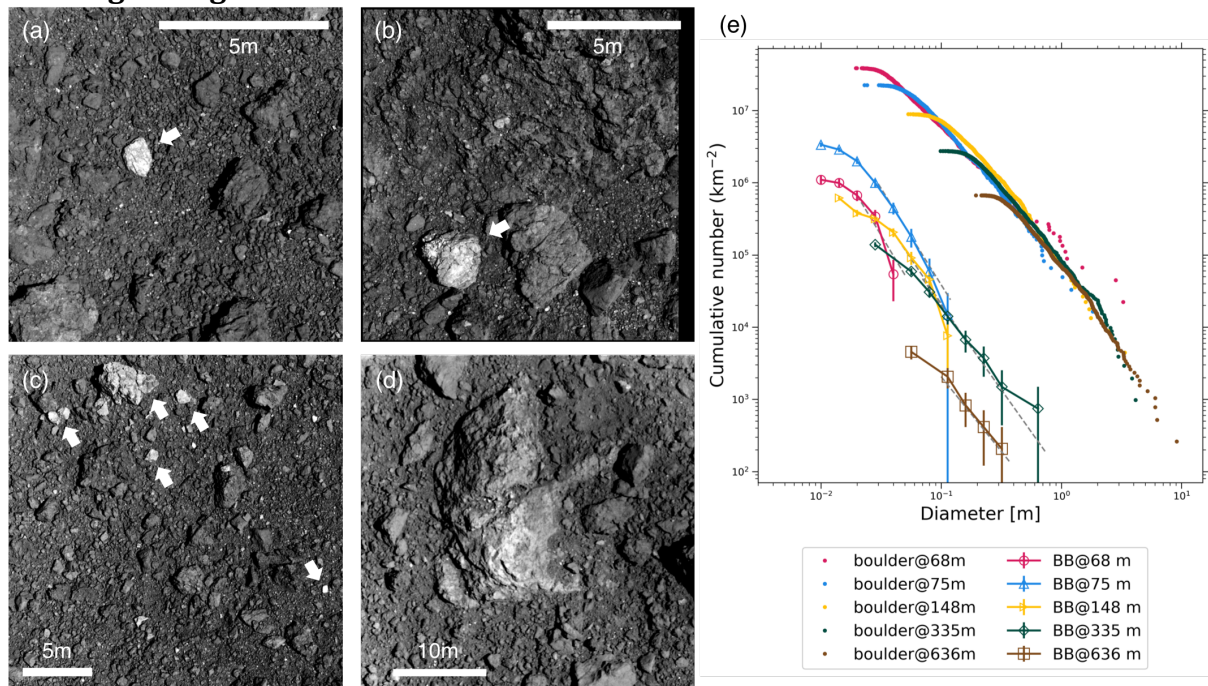 (a)
5m
(b)
5m
(c)
5m
(d)
10m
(e)
Cumulative number (km⁻²)
10⁷
10⁶
10⁵
10⁴
10³
10²
10⁻² 10⁻¹ 10⁰ 10¹
Diameter [m]
boulder@68m BB@68 m
boulder@75m BB@75 m
boulder@148m BB@148 m
boulder@335m BB@335 m
boulder@636m BB@636 m